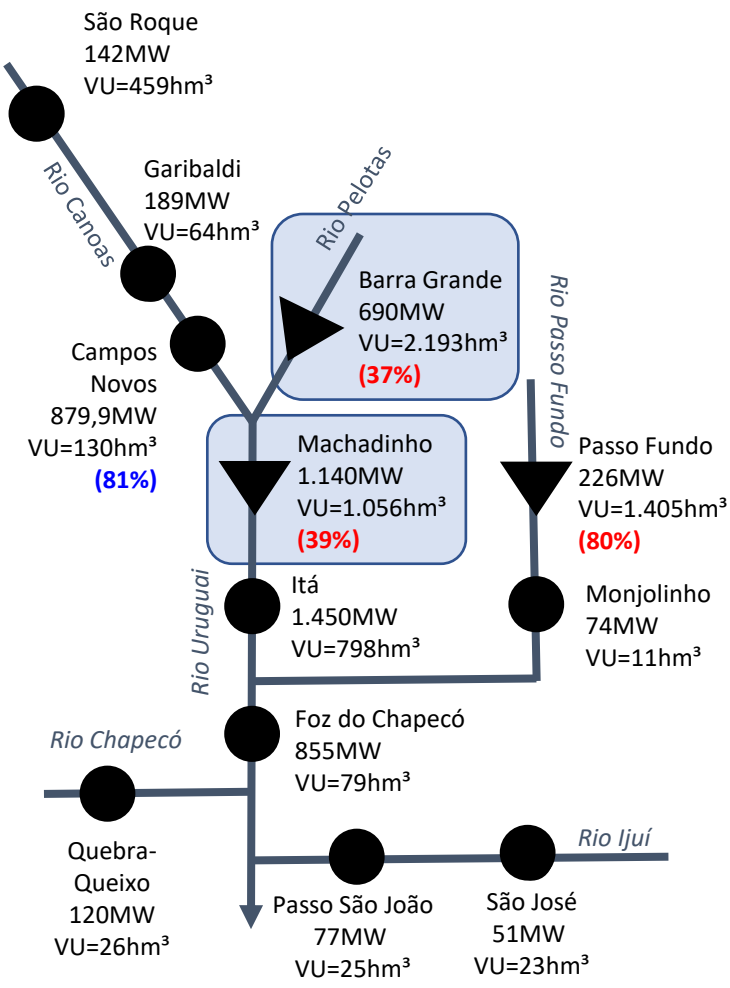 São Roque
142MW
VU=459hm³
Rio Canoas
Garibaldi
189MW
VU=64hm³
Rio Pelotas
Barra Grande
690MW
VU=2.193hm³
(37%)
Rio Passo Fundo
Campos
Novos
879,9MW
VU=130hm³
(81%)
Machadinho
1.140MW
VU=1.056hm³
(39%)
Passo Fundo
226MW
VU=1.405hm³
(80%)
Rio Uruguai
Itá
1.450MW
VU=798hm³
Monjolinho
74MW
VU=11hm³
Foz do Chapecó
855MW
VU=79hm³
Rio Chapecó
Quebra-
Queixo
120MW
VU=26hm³
Rio Ijuí
Passo São João
77MW
VU=25hm³
São José
51MW
VU=23hm³